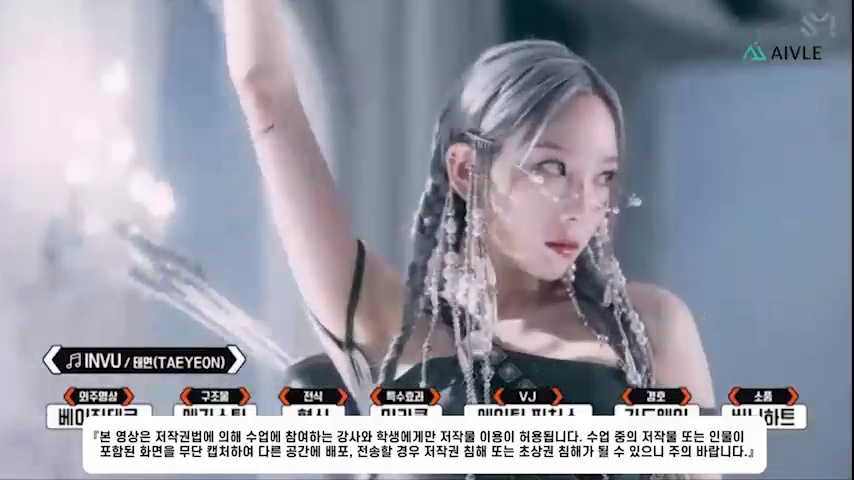 SM
AIVLE
INVU / 태연(TAEYEON)
외주영상 구조물 전식 특수효과 VJ 경호 소품
『본 영상은 저작권법에 의해 수업에 참여하는 강사와 학생에게만 저작물 이용이 허용됩니다. 수업 중의 저작물 또는 인물이
포함된 화면을 무단 캡처하여 다른 공간에 배포, 전송할 경우 저작권 침해 또는 초상권 침해가 될 수 있으니 주의 바랍니다.』